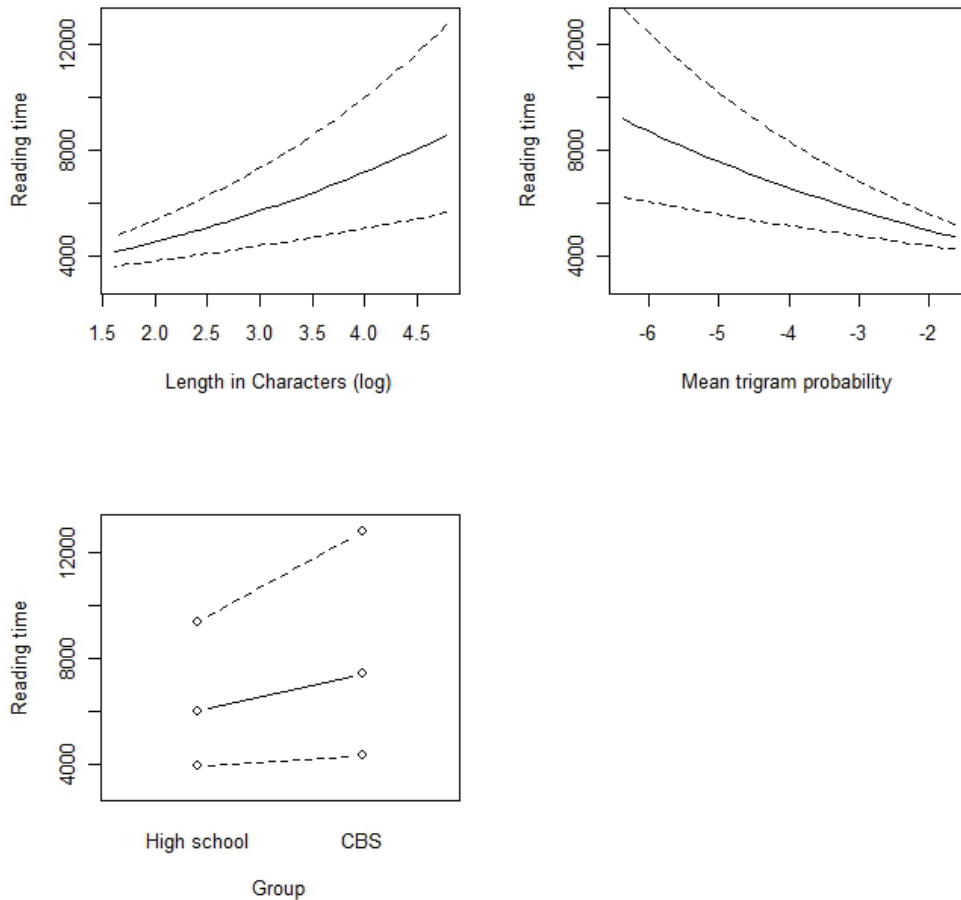 Reading time
12000
8000
4000
1.5 2.0 2.5 3.0 3.5 4.0 4.5
Length in Characters (log)
Reading time
12000
8000
4000
-6 -5 -4 -3 -2
Mean trigram probability
Reading time
12000
8000
4000
High school CBS
Group